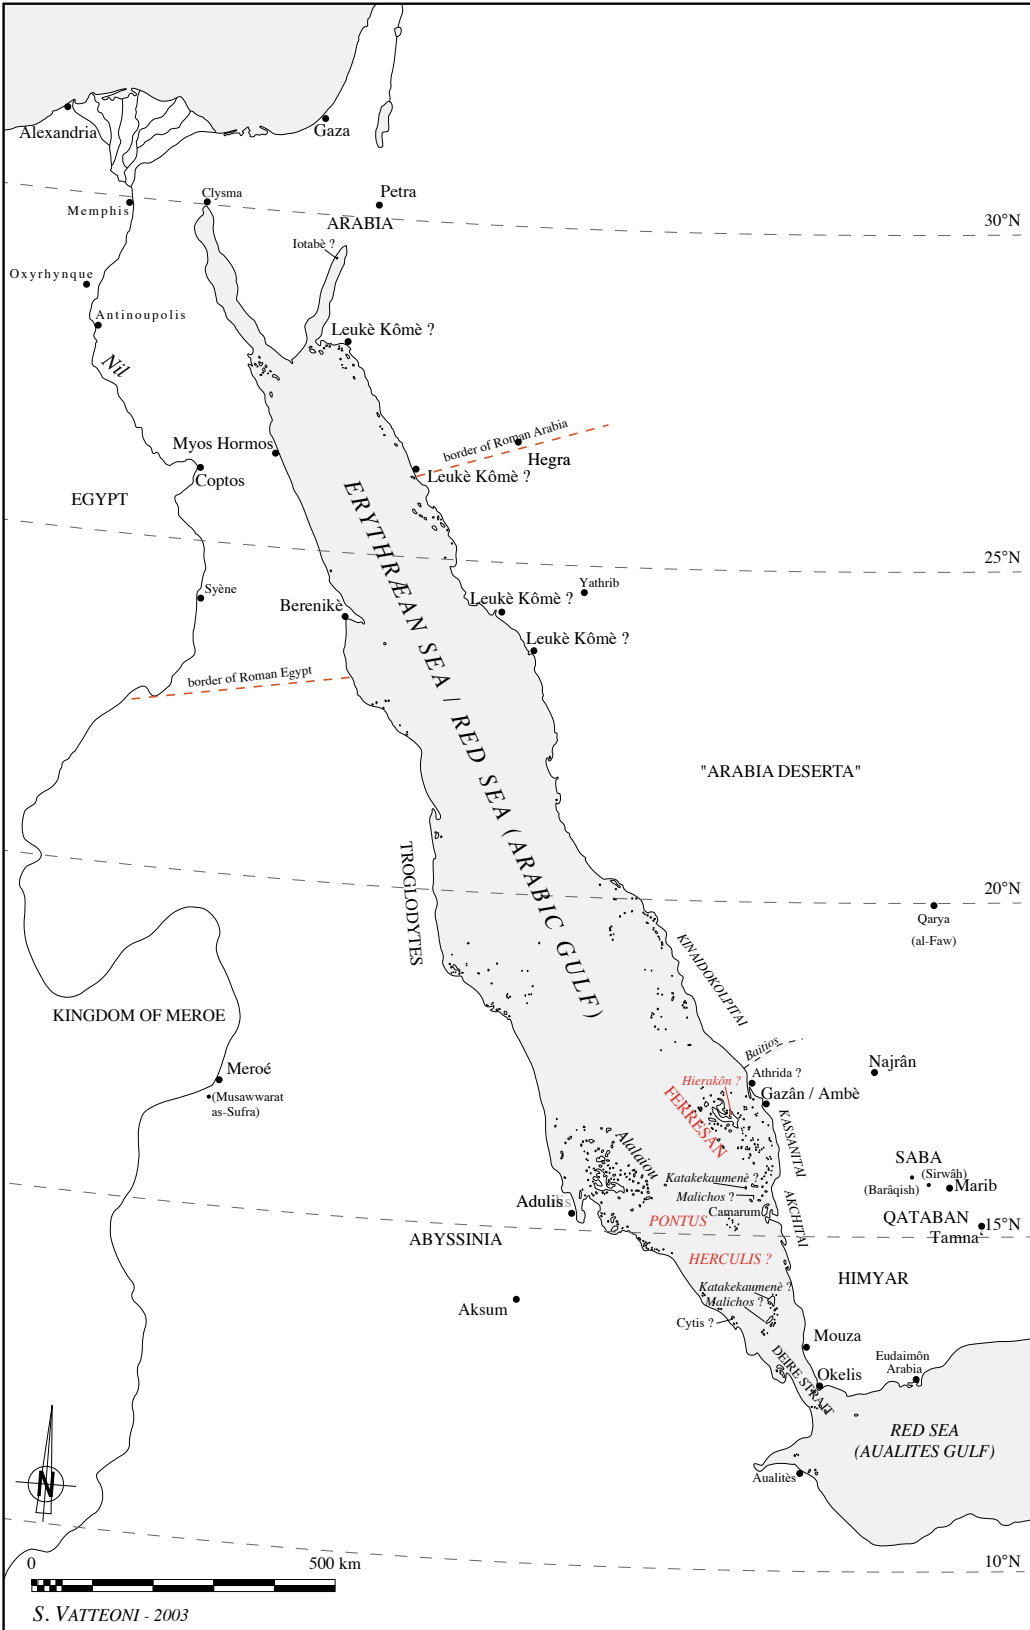 Alexandria
Gaza
Memphis
Clysma
Petra
ARABIA
30°N
Iotabè ?
Oxyrhynque
Antinoupolis
Leukè Kômè ?
Nil
border of Roman Arabia
Myos Hormos
Hegra
Coptos
Leukè Kômè ?
EGYPT
ERYTHRÆAN SEA / RED SEA (ARABIC GULF)
25°N
Syène
Yathrib
Berenikè
Leukè Kômè ?
Leukè Kômè ?
border of Roman Egypt
"ARABIA DESERTA"
TROGLODYTES
20°N
Qarya
(al-Faw)
KINAIDOKOLPITAI
KINGDOM OF MEROE
Baitios
Najrân
Meroé
Athrida ?
Hierakôn ?
Gazân / Ambè
(Musawwarat
as-Sufra)
FERRESAN
KASSANITAI
Alalaiou
SABA
(Sirwâh)
Katakekaumenè ?
(Barâqish)
Marib
Malichos ?
Adulis
Camarum
AKCHITAI
PONTUS
QATABAN
15°N
Tamna‘
ABYSSINIA
HERCULIS ?
HIMYAR
Katakekaumenè ?
Malichos ?
Aksum
Cytis ?
Mouza
DEIRE STRAIT
Eudaimôn
Arabia
Okelis
RED SEA
(AUALITES GULF)
Aualitès
N
10°N
0 500 km
S. VATTEONI - 2003